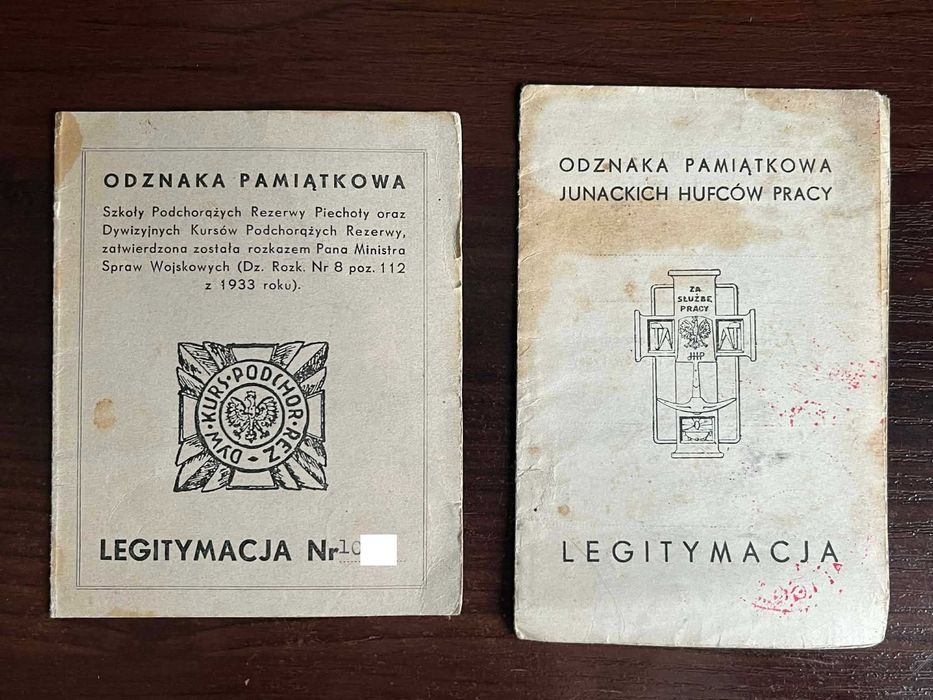 ODZNAKA PAMIĄTKOWA
Szkoły Podchorążych Rezerwy Piechoty oraz
Dywizyjnych Kursów Podchorążych Rezerwy,
zatwierdzona została rozkazem Pana Ministra
Spraw Wojskowych (Dz. Rozk. Nr 8 poz. 112
z 1933 roku).
DYW·KURS·PODCHOR·REZ·
LEGITYMACJA Nr 10
ODZNAKA PAMIĄTKOWA
JUNACKICH HUFCÓW PRACY
ZA
SŁUŻBĘ
PRACY
JHP
LEGITYMACJA